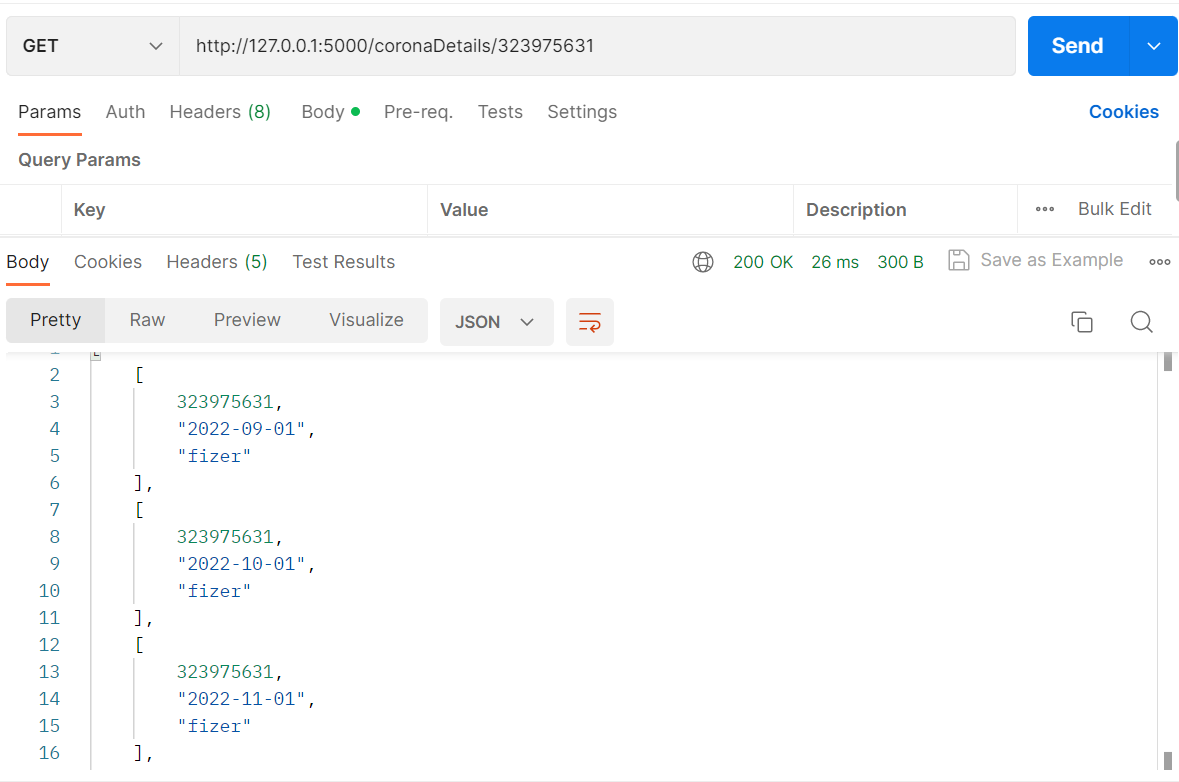 GET http://127.0.0.1:5000/coronaDetails/323975631 Send
Params Auth Headers (8) Body Pre-req. Tests Settings Cookies
Query Params
Key Value Description Bulk Edit
Body Cookies Headers (5) Test Results 200 OK 26 ms 300 B Save as Example
Pretty Raw Preview Visualize JSON
2 [
3 323975631,
4 "2022-09-01",
5 "fizer"
6 ],
7 [
8 323975631,
9 "2022-10-01",
10 "fizer"
11 ],
12 [
13 323975631,
14 "2022-11-01",
15 "fizer"
16 ],